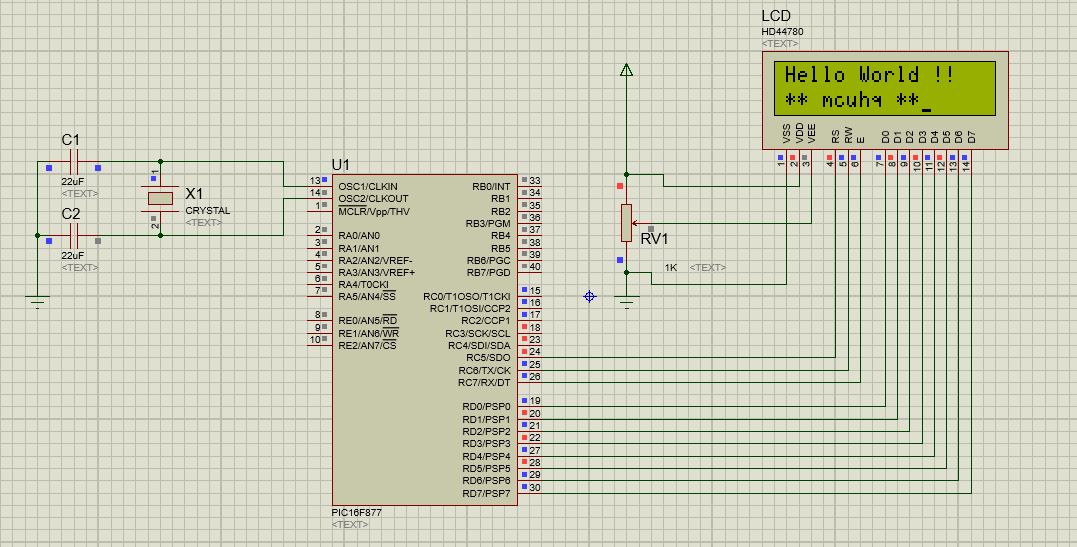 LCD
HD44780
<TEXT>
Hello World !!
** mcuhq **_
VSS VDD VEE RS RW E D0 D1 D2 D3 D4 D5 D6 D7
1 2 3 4 5 6 7 8 9 10 11 12 13 14
C1
22uF
<TEXT>
C2
22uF
<TEXT>
1
X1
CRYSTAL
<TEXT>
2
U1
13 OSC1/CLKIN
14 OSC2/CLKOUT
1 MCLR/Vpp/THV
2 RA0/AN0
3 RA1/AN1
4 RA2/AN2/VREF-
5 RA3/AN3/VREF+
6 RA4/T0CKI
7 RA5/AN4/SS
8 RE0/AN5/RD
9 RE1/AN6/WR
10 RE2/AN7/CS
RB0/INT 33
RB1 34
RB2 35
RB3/PGM 36
RB4 37
RB5 38
RB6/PGC 39
RB7/PGD 40
RC0/T1OSO/T1CKI 15
RC1/T1OSI/CCP2 16
RC2/CCP1 17
RC3/SCK/SCL 18
RC4/SDI/SDA 23
RC5/SDO 24
RC6/TX/CK 25
RC7/RX/DT 26
RD0/PSP0 19
RD1/PSP1 20
RD2/PSP2 21
RD3/PSP3 22
RD4/PSP4 27
RD5/PSP5 28
RD6/PSP6 29
RD7/PSP7 30
PIC16F877
<TEXT>
RV1
1K <TEXT>